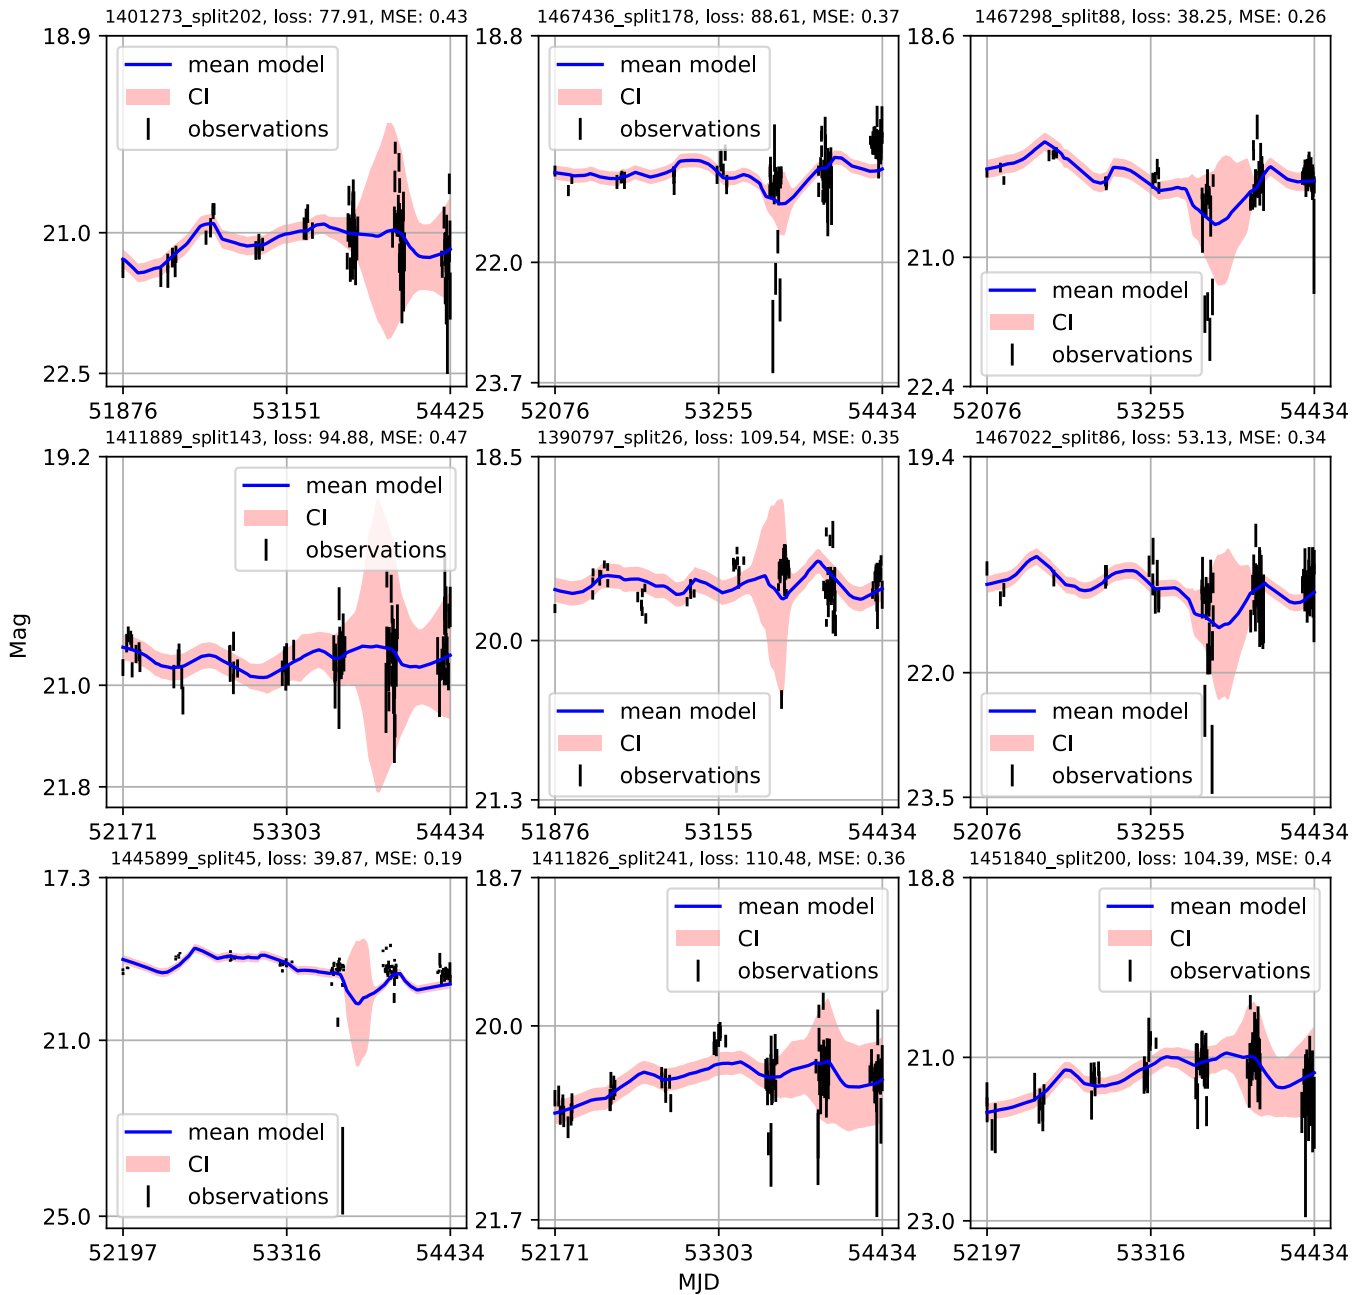 1401273_split202, loss: 77.91, MSE: 0.43
18.9
21.0
22.5
mean model
CI
observations
51876
53151
54425
1467436_split178, loss: 88.61, MSE: 0.37
18.8
22.0
23.7
mean model
CI
observations
52076
53255
54434
1467298_split88, loss: 38.25, MSE: 0.26
18.6
21.0
22.4
mean model
CI
observations
52076
53255
54434
Mag
1411889_split143, loss: 94.88, MSE: 0.47
19.2
21.0
21.8
mean model
CI
observations
52171
53303
54434
1390797_split26, loss: 109.54, MSE: 0.35
18.5
20.0
21.3
mean model
CI
observations
51876
53155
54434
1467022_split86, loss: 53.13, MSE: 0.34
19.4
22.0
23.5
mean model
CI
observations
52076
53255
54434
1445899_split45, loss: 39.87, MSE: 0.19
17.3
21.0
25.0
mean model
CI
observations
52197
53316
54434
1411826_split241, loss: 110.48, MSE: 0.36
18.7
20.0
21.7
mean model
CI
observations
52171
53303
54434
1451840_split200, loss: 104.39, MSE: 0.4
18.8
21.0
23.0
mean model
CI
observations
52197
53316
54434
MJD